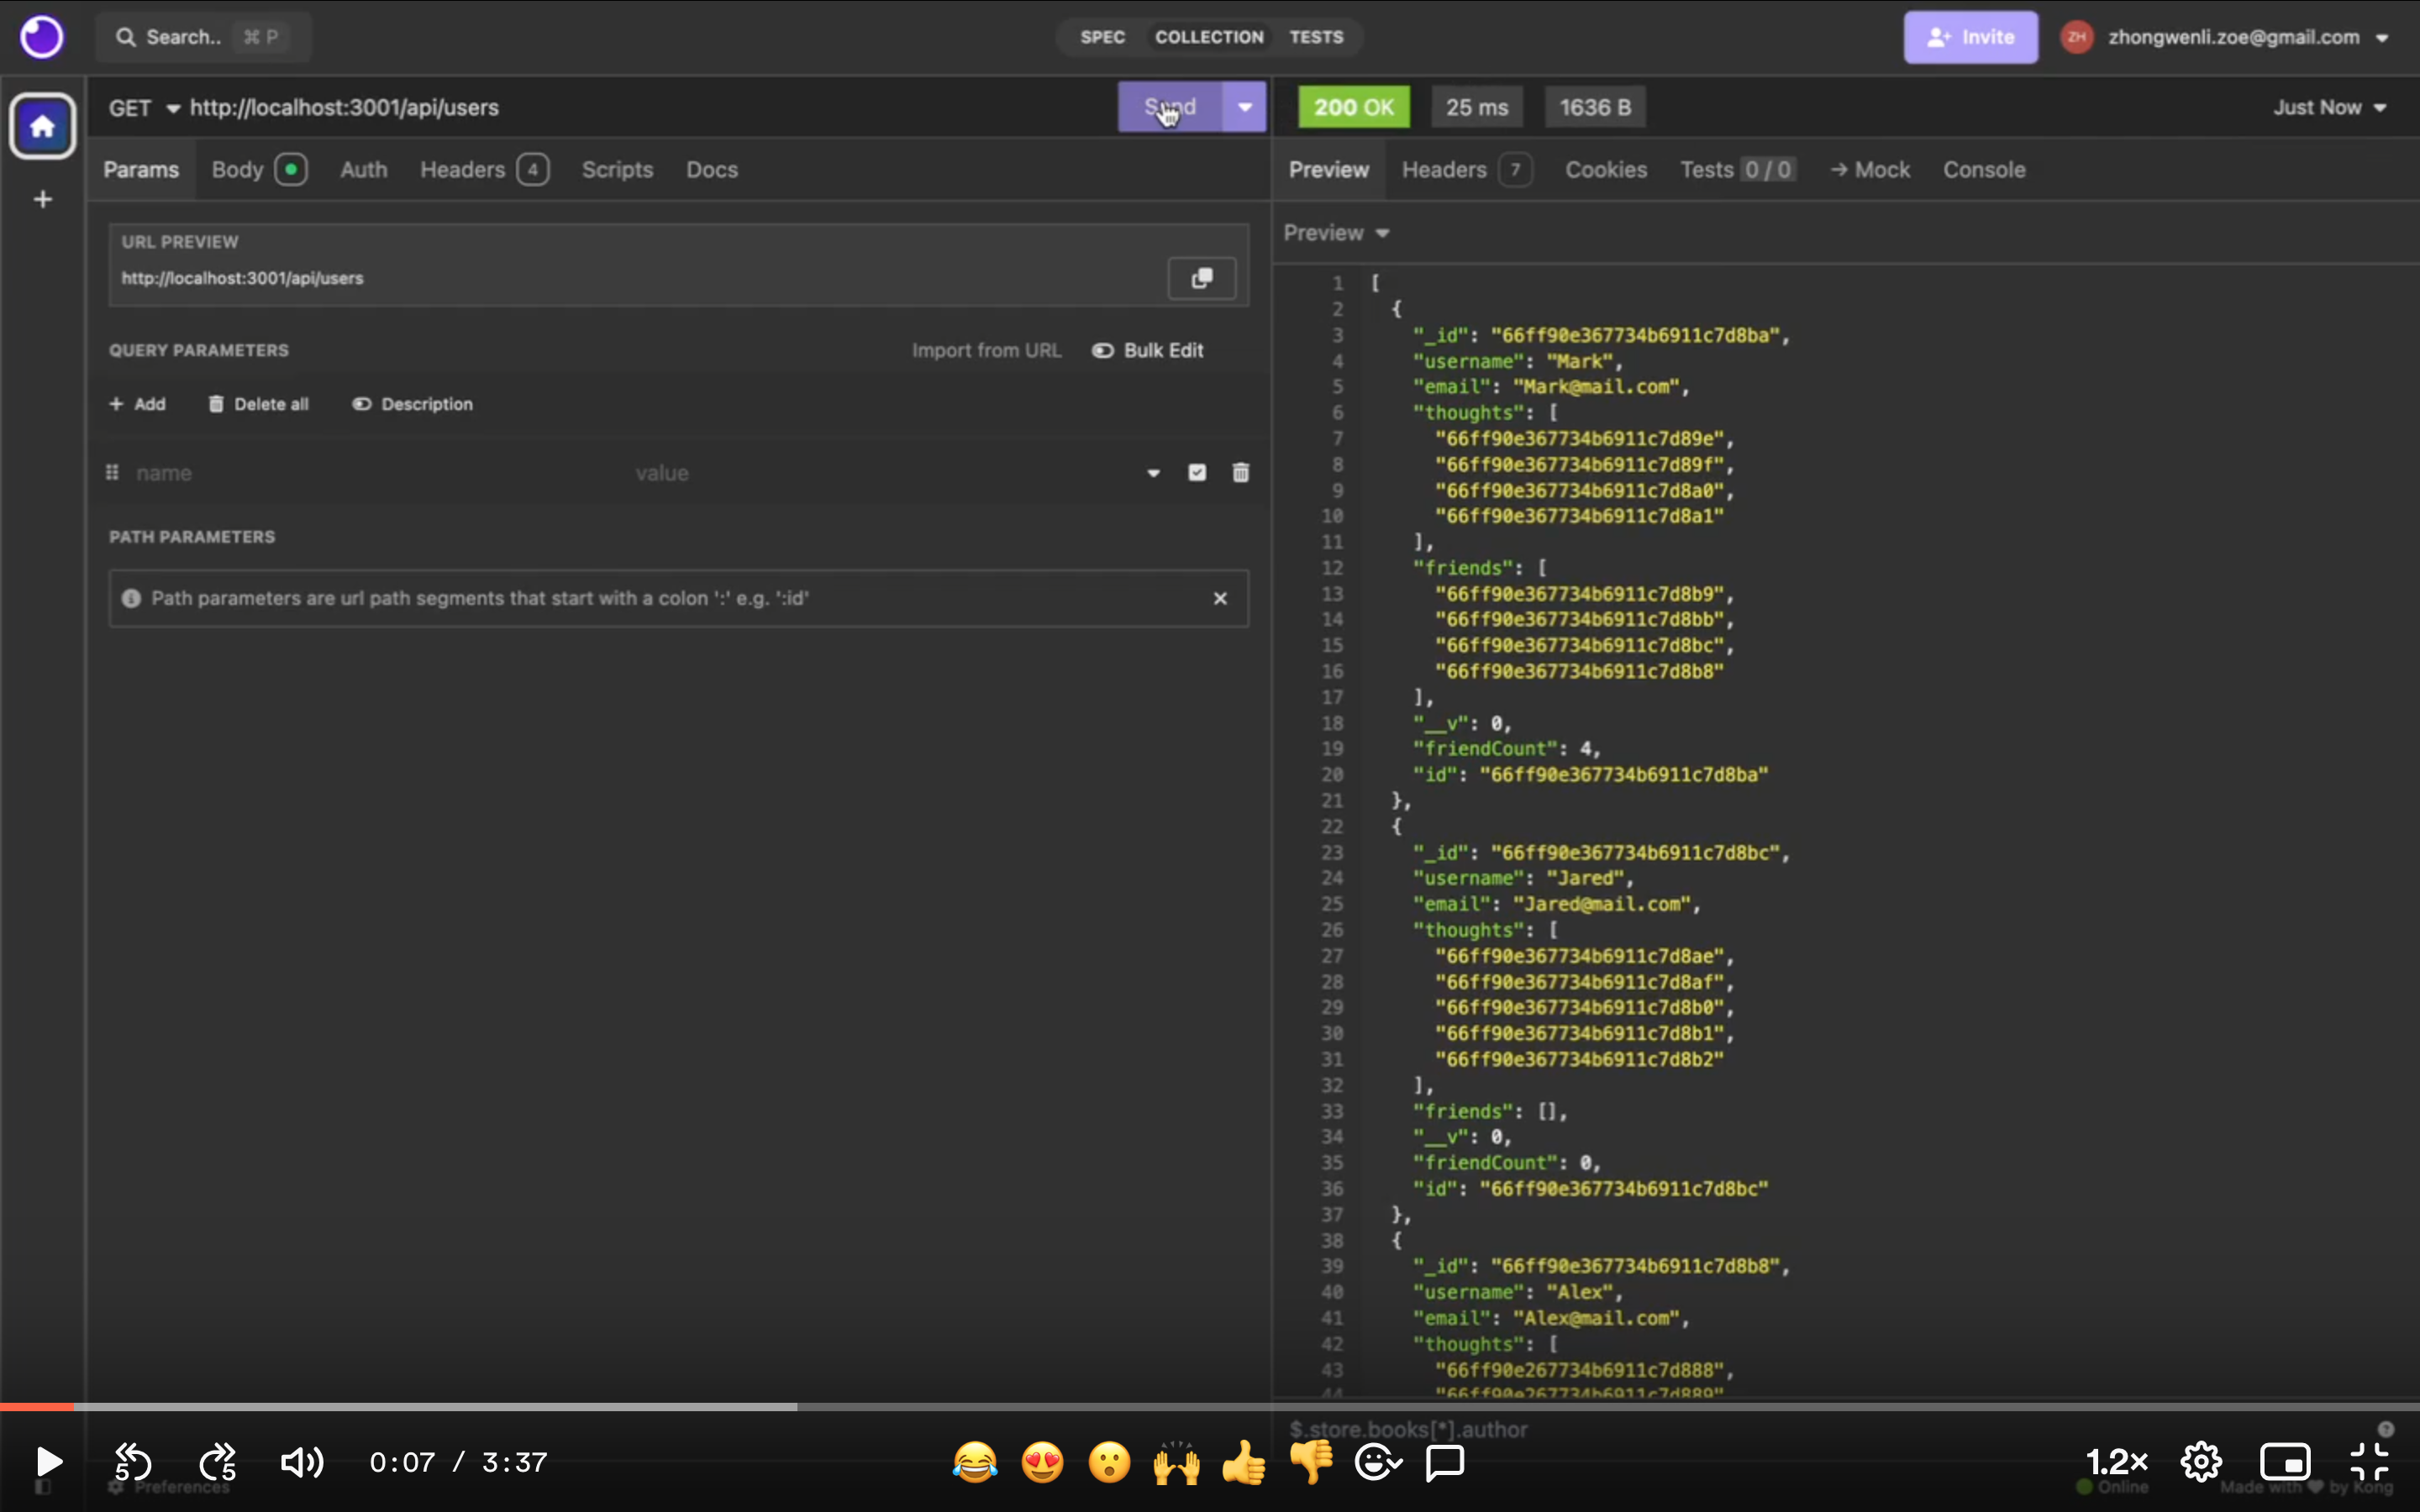 Search.. ⌘ P
SPEC COLLECTION TESTS
Invite
ZH zhongwenli.zoe@gmail.com
GET http://localhost:3001/api/users
Send
200 OK 25 ms 1636 B
Just Now
Params Body Auth Headers 4 Scripts Docs
Preview Headers 7 Cookies Tests 0 / 0 → Mock Console
URL PREVIEW
http://localhost:3001/api/users
QUERY PARAMETERS
Import from URL Bulk Edit
+ Add Delete all Description
name value
PATH PARAMETERS
Path parameters are url path segments that start with a colon ':' e.g. ':id'
Preview
1 [
2 {
3 "_id": "66ff90e367734b6911c7d8ba",
4 "username": "Mark",
5 "email": "Mark@mail.com",
6 "thoughts": [
7 "66ff90e367734b6911c7d89e",
8 "66ff90e367734b6911c7d89f",
9 "66ff90e367734b6911c7d8a0",
10 "66ff90e367734b6911c7d8a1"
11 ],
12 "friends": [
13 "66ff90e367734b6911c7d8b9",
14 "66ff90e367734b6911c7d8bb",
15 "66ff90e367734b6911c7d8bc",
16 "66ff90e367734b6911c7d8b8"
17 ],
18 "__v": 0,
19 "friendCount": 4,
20 "id": "66ff90e367734b6911c7d8ba"
21 },
22 {
23 "_id": "66ff90e367734b6911c7d8bc",
24 "username": "Jared",
25 "email": "Jared@mail.com",
26 "thoughts": [
27 "66ff90e367734b6911c7d8ae",
28 "66ff90e367734b6911c7d8af",
29 "66ff90e367734b6911c7d8b0",
30 "66ff90e367734b6911c7d8b1",
31 "66ff90e367734b6911c7d8b2"
32 ],
33 "friends": [],
34 "__v": 0,
35 "friendCount": 0,
36 "id": "66ff90e367734b6911c7d8bc"
37 },
38 {
39 "_id": "66ff90e367734b6911c7d8b8",
40 "username": "Alex",
41 "email": "Alex@mail.com",
42 "thoughts": [
43 "66ff90e267734b6911c7d888",
44 "66ff90e267734b6911c7d889"
$.store.books[*].author
5 5 0:07 / 3:37
1.2×
Preferences
Online Made with ❤ by Kong